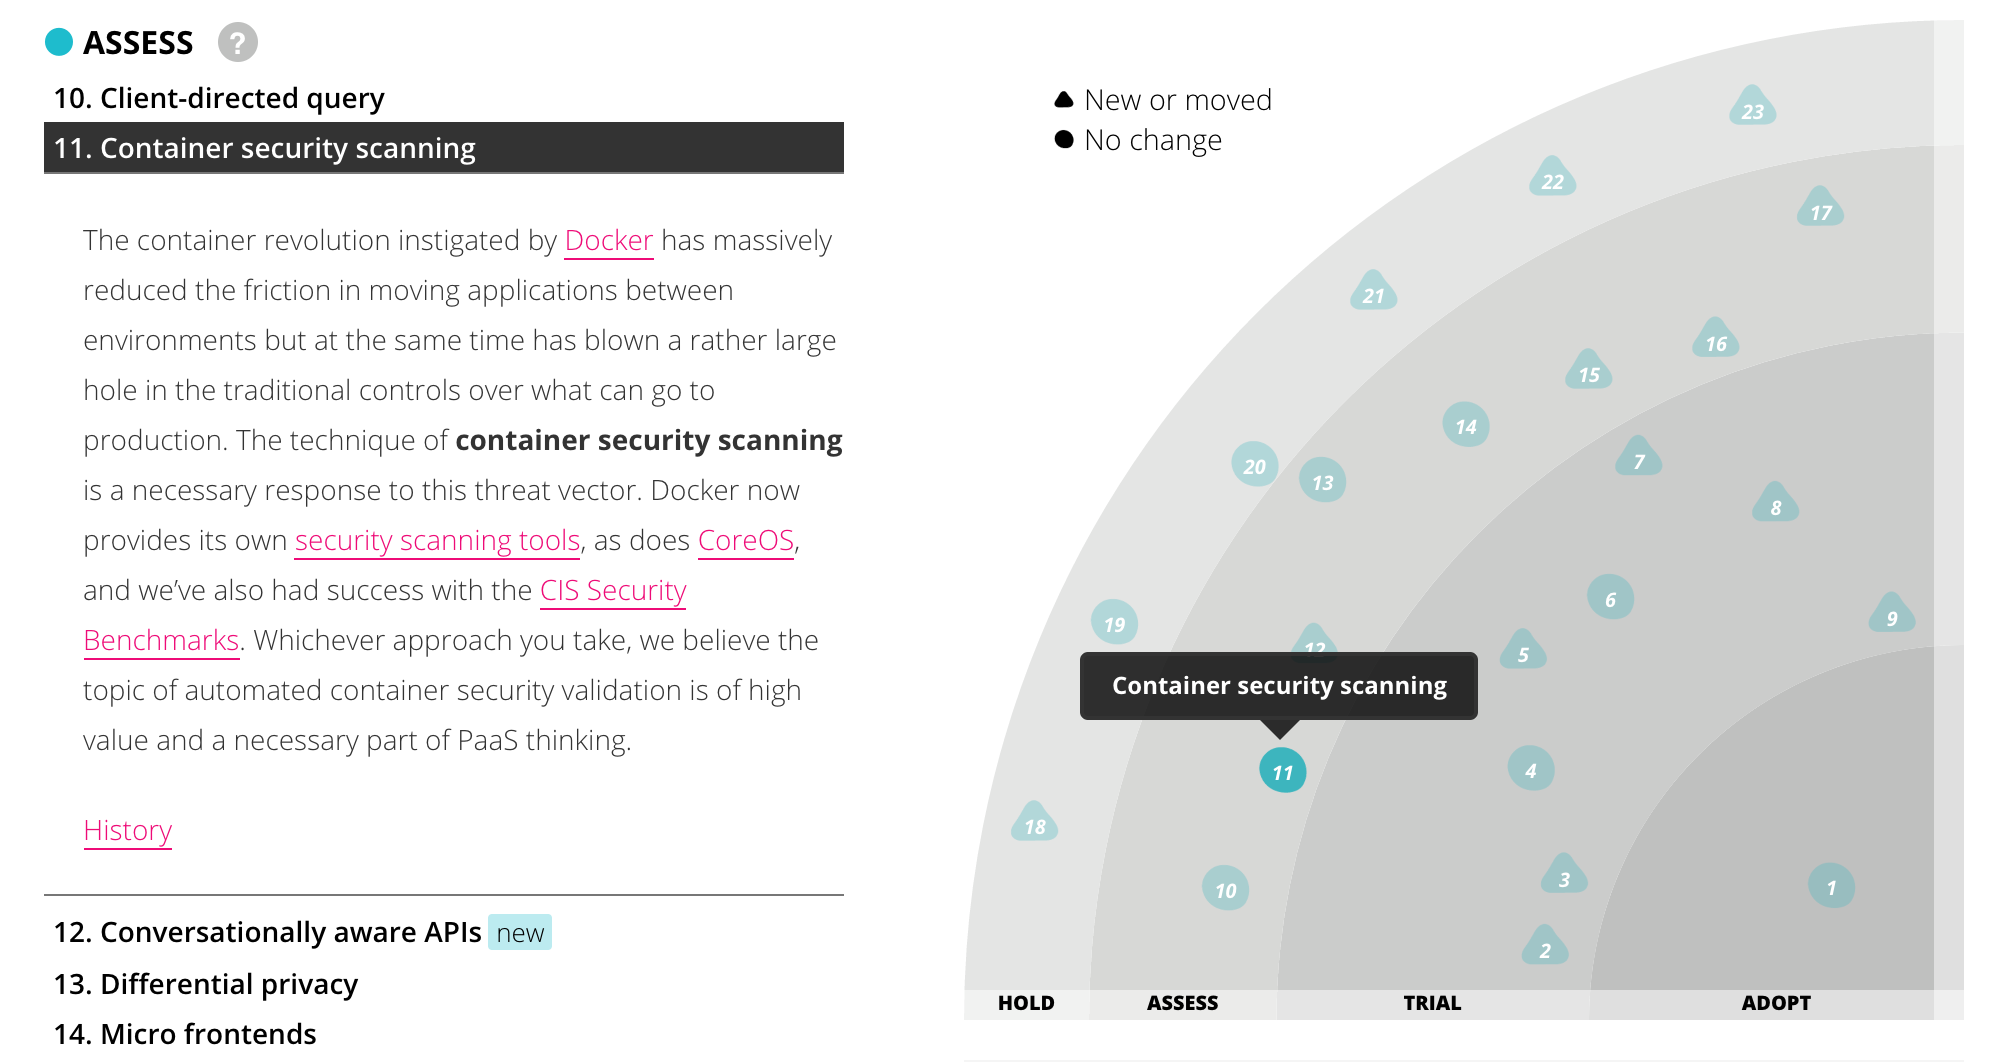 ASSESS ?
10. Client-directed query
11. Container security scanning
The container revolution instigated by Docker has massively
reduced the friction in moving applications between
environments but at the same time has blown a rather large
hole in the traditional controls over what can go to
production. The technique of container security scanning
is a necessary response to this threat vector. Docker now
provides its own security scanning tools, as does CoreOS,
and we’ve also had success with the CIS Security
Benchmarks. Whichever approach you take, we believe the
topic of automated container security validation is of high
value and a necessary part of PaaS thinking.
History
12. Conversationally aware APIs new
13. Differential privacy
14. Micro frontends
New or moved
No change
23
22
17
21
16
15
14
7
20
13
8
6
9
19
12
5
Container security scanning
11
4
18
3
10
1
2
HOLD
ASSESS
TRIAL
ADOPT